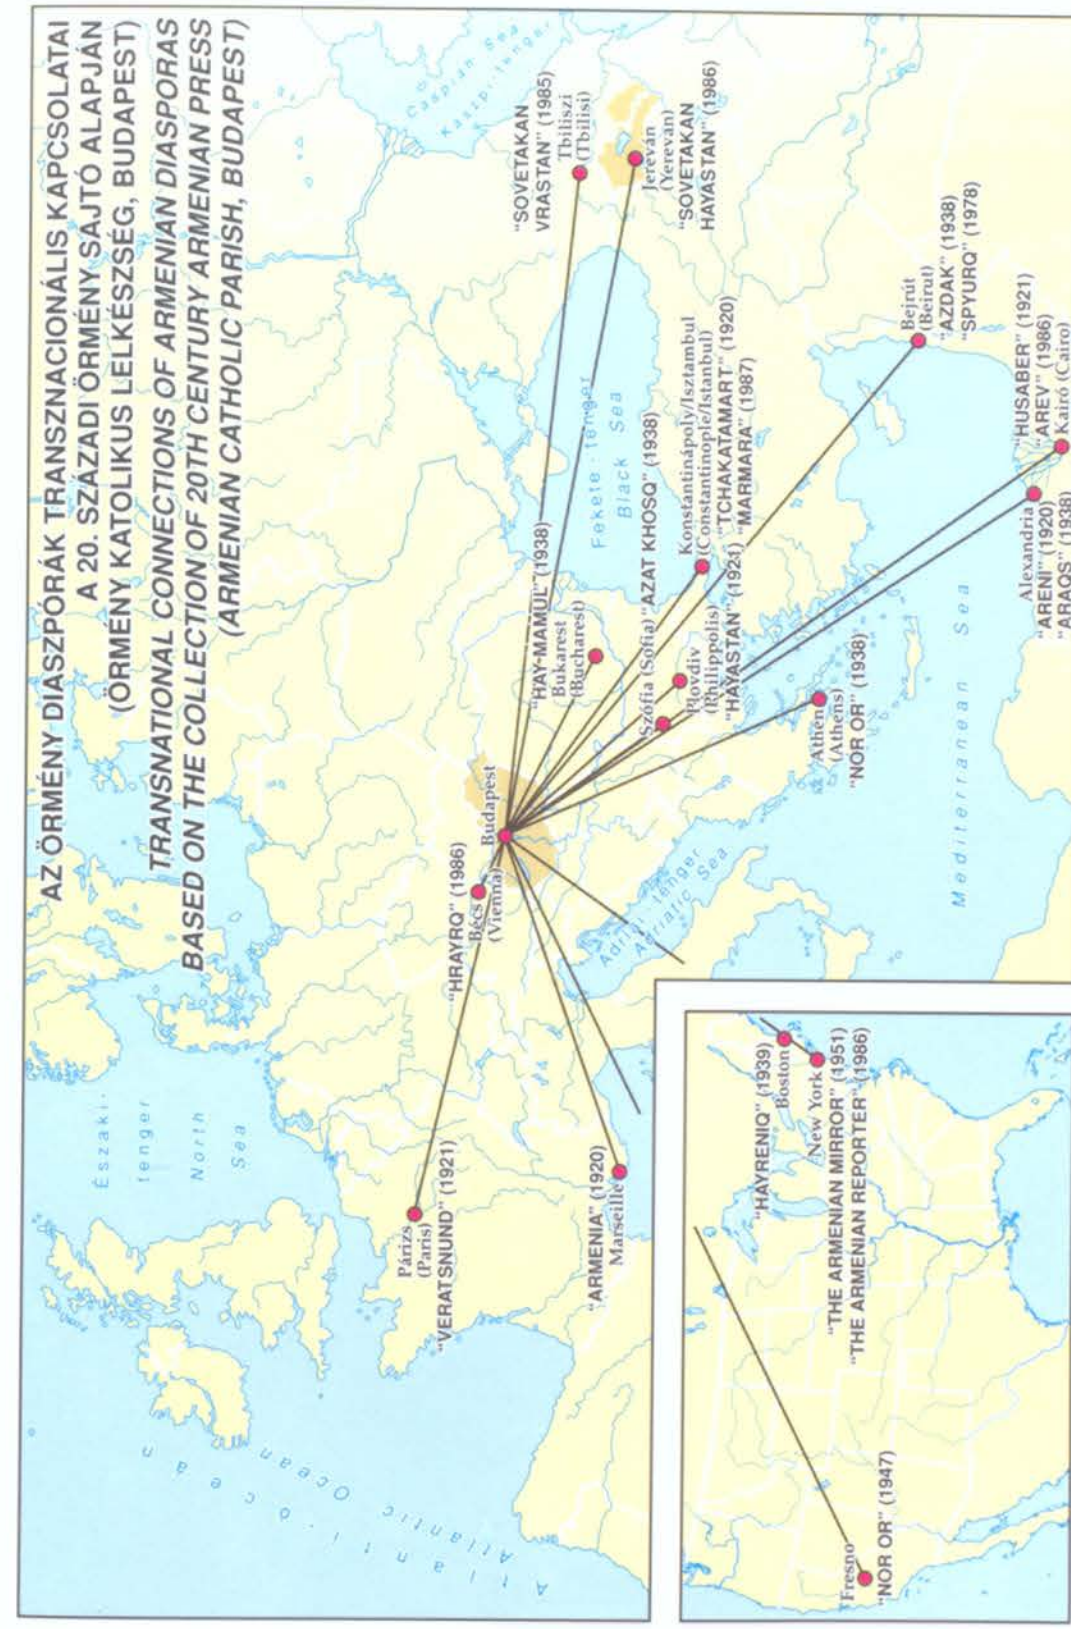 AZ ÖRMÉNY DIASZPÓRÁK TRANSZNACIONÁLIS KAPCSOLATAI
A 20. SZÁZADI ÖRMÉNY SAJTÓ ALAPJÁN
(ÖRMÉNY KATOLIKUS LELKÉSZSÉG, BUDAPEST)
TRANSNATIONAL CONNECTIONS OF ARMENIAN DIASPORAS
BASED ON THE COLLECTION OF 20TH CENTURY ARMENIAN PRESS
(ARMENIAN CATHOLIC PARISH, BUDAPEST)
Atlanti-óceán
Atlantic Ocean
Északi-
tenger
North
Sea
Caspian Sea
Kaszpi-tenger
Párizs
(Paris)
"VERATSNUND" (1921)
"HRAYRQ" (1986)
Bécs
(Vienna)
Budapest
"ARMENIA" (1920)
Marseille
Adriai-tenger
Adriatic Sea
"HAY-MAMUL" (1938)
Bukarest
(Bucharest)
Fekete-tenger
Black Sea
"SOVETAKAN
VRASTAN" (1985)
Tbiliszi
(Tbilisi)
Jereván
(Yereván)
"SOVETAKAN
HAYASTAN" (1986)
Szófia (Sofia) "AZAT KHOSQ" (1938)
Plovdiv
(Philippolis)
"HAYASTAN" (1921)
Konstantinápoly/Isztambul
(Constantinople/Istanbul)
"TCHAKATAMART" (1920)
"MARMARA" (1987)
Athén
(Athens)
"NOR OR" (1938)
Bejrút
(Beirut)
"AZDAK" (1938)
"SPYURQ" (1978)
Mediterranean Sea
Alexandria
"ARENI" (1920)
"ARAQS" (1938)
"HUSABER" (1921)
"AREV" (1986)
Kairó (Cairo)
"HAYRENIQ" (1939)
Boston
New York
"THE ARMENIAN MIRROR" (1951)
"THE ARMENIAN REPORTER" (1986)
Fresno
"NOR OR" (1947)